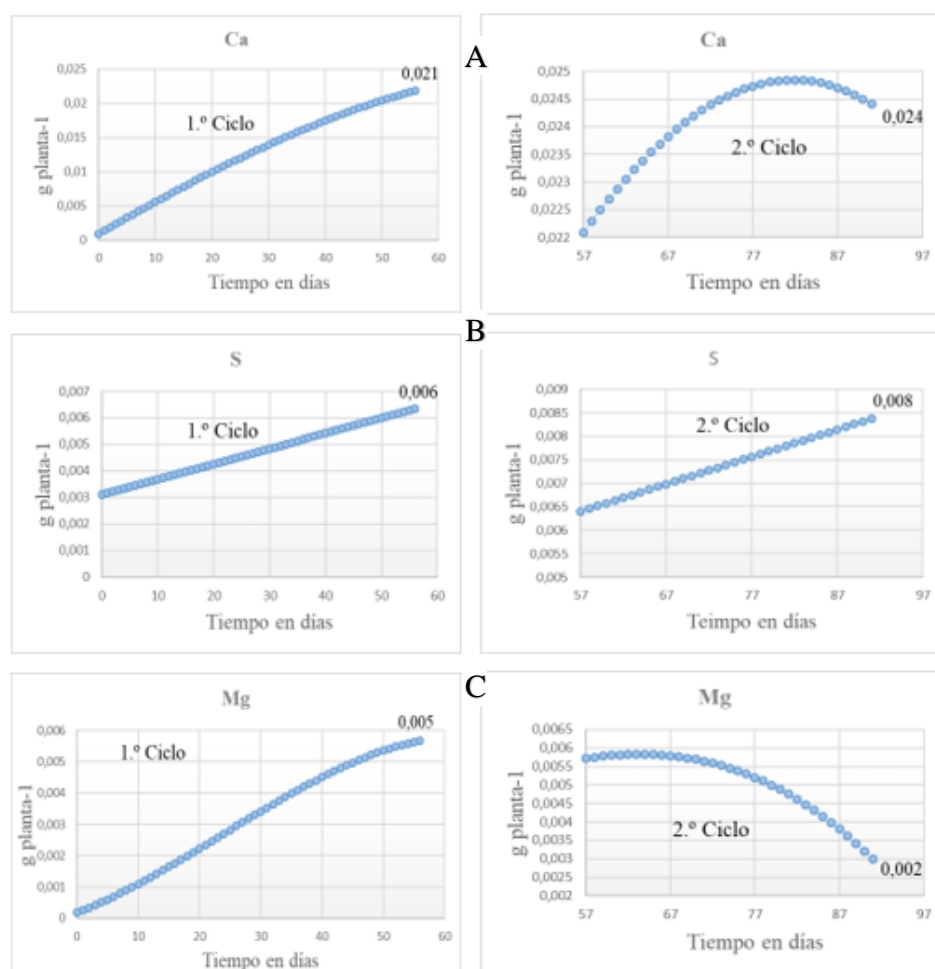 A
Ca
0,025
0,02
0,015
0,01
0,005
0
0,021
1.º Ciclo
g planta-1
0 10 20 30 40 50 60
Tiempo en días
Ca
0,025
0,0245
0,024
0,0235
0,023
0,0225
0,022
0,024
2.º Ciclo
g planta-1
57 67 77 87 97
Tiempo en días
B
S
0,007
0,006
0,005
0,004
0,003
0,002
0,001
0
0,006
1.º Ciclo
g planta-1
0 10 20 30 40 50 60
Tiempo en días
S
0,009
0,0085
0,008
0,0075
0,007
0,0065
0,006
0,0055
0,005
0,008
2.º Ciclo
g planta-1
57 67 77 87 97
Teimpo en días
C
Mg
0,006
0,005
0,004
0,003
0,002
0,001
0
0,005
1.º Ciclo
g planta-1
0 10 20 30 40 50 60
Tiempo en días
Mg
0,0065
0,006
0,0055
0,005
0,0045
0,004
0,0035
0,003
0,0025
0,002
0,002
2.º Ciclo
g planta-1
57 67 77 87 97
Tiempo en días